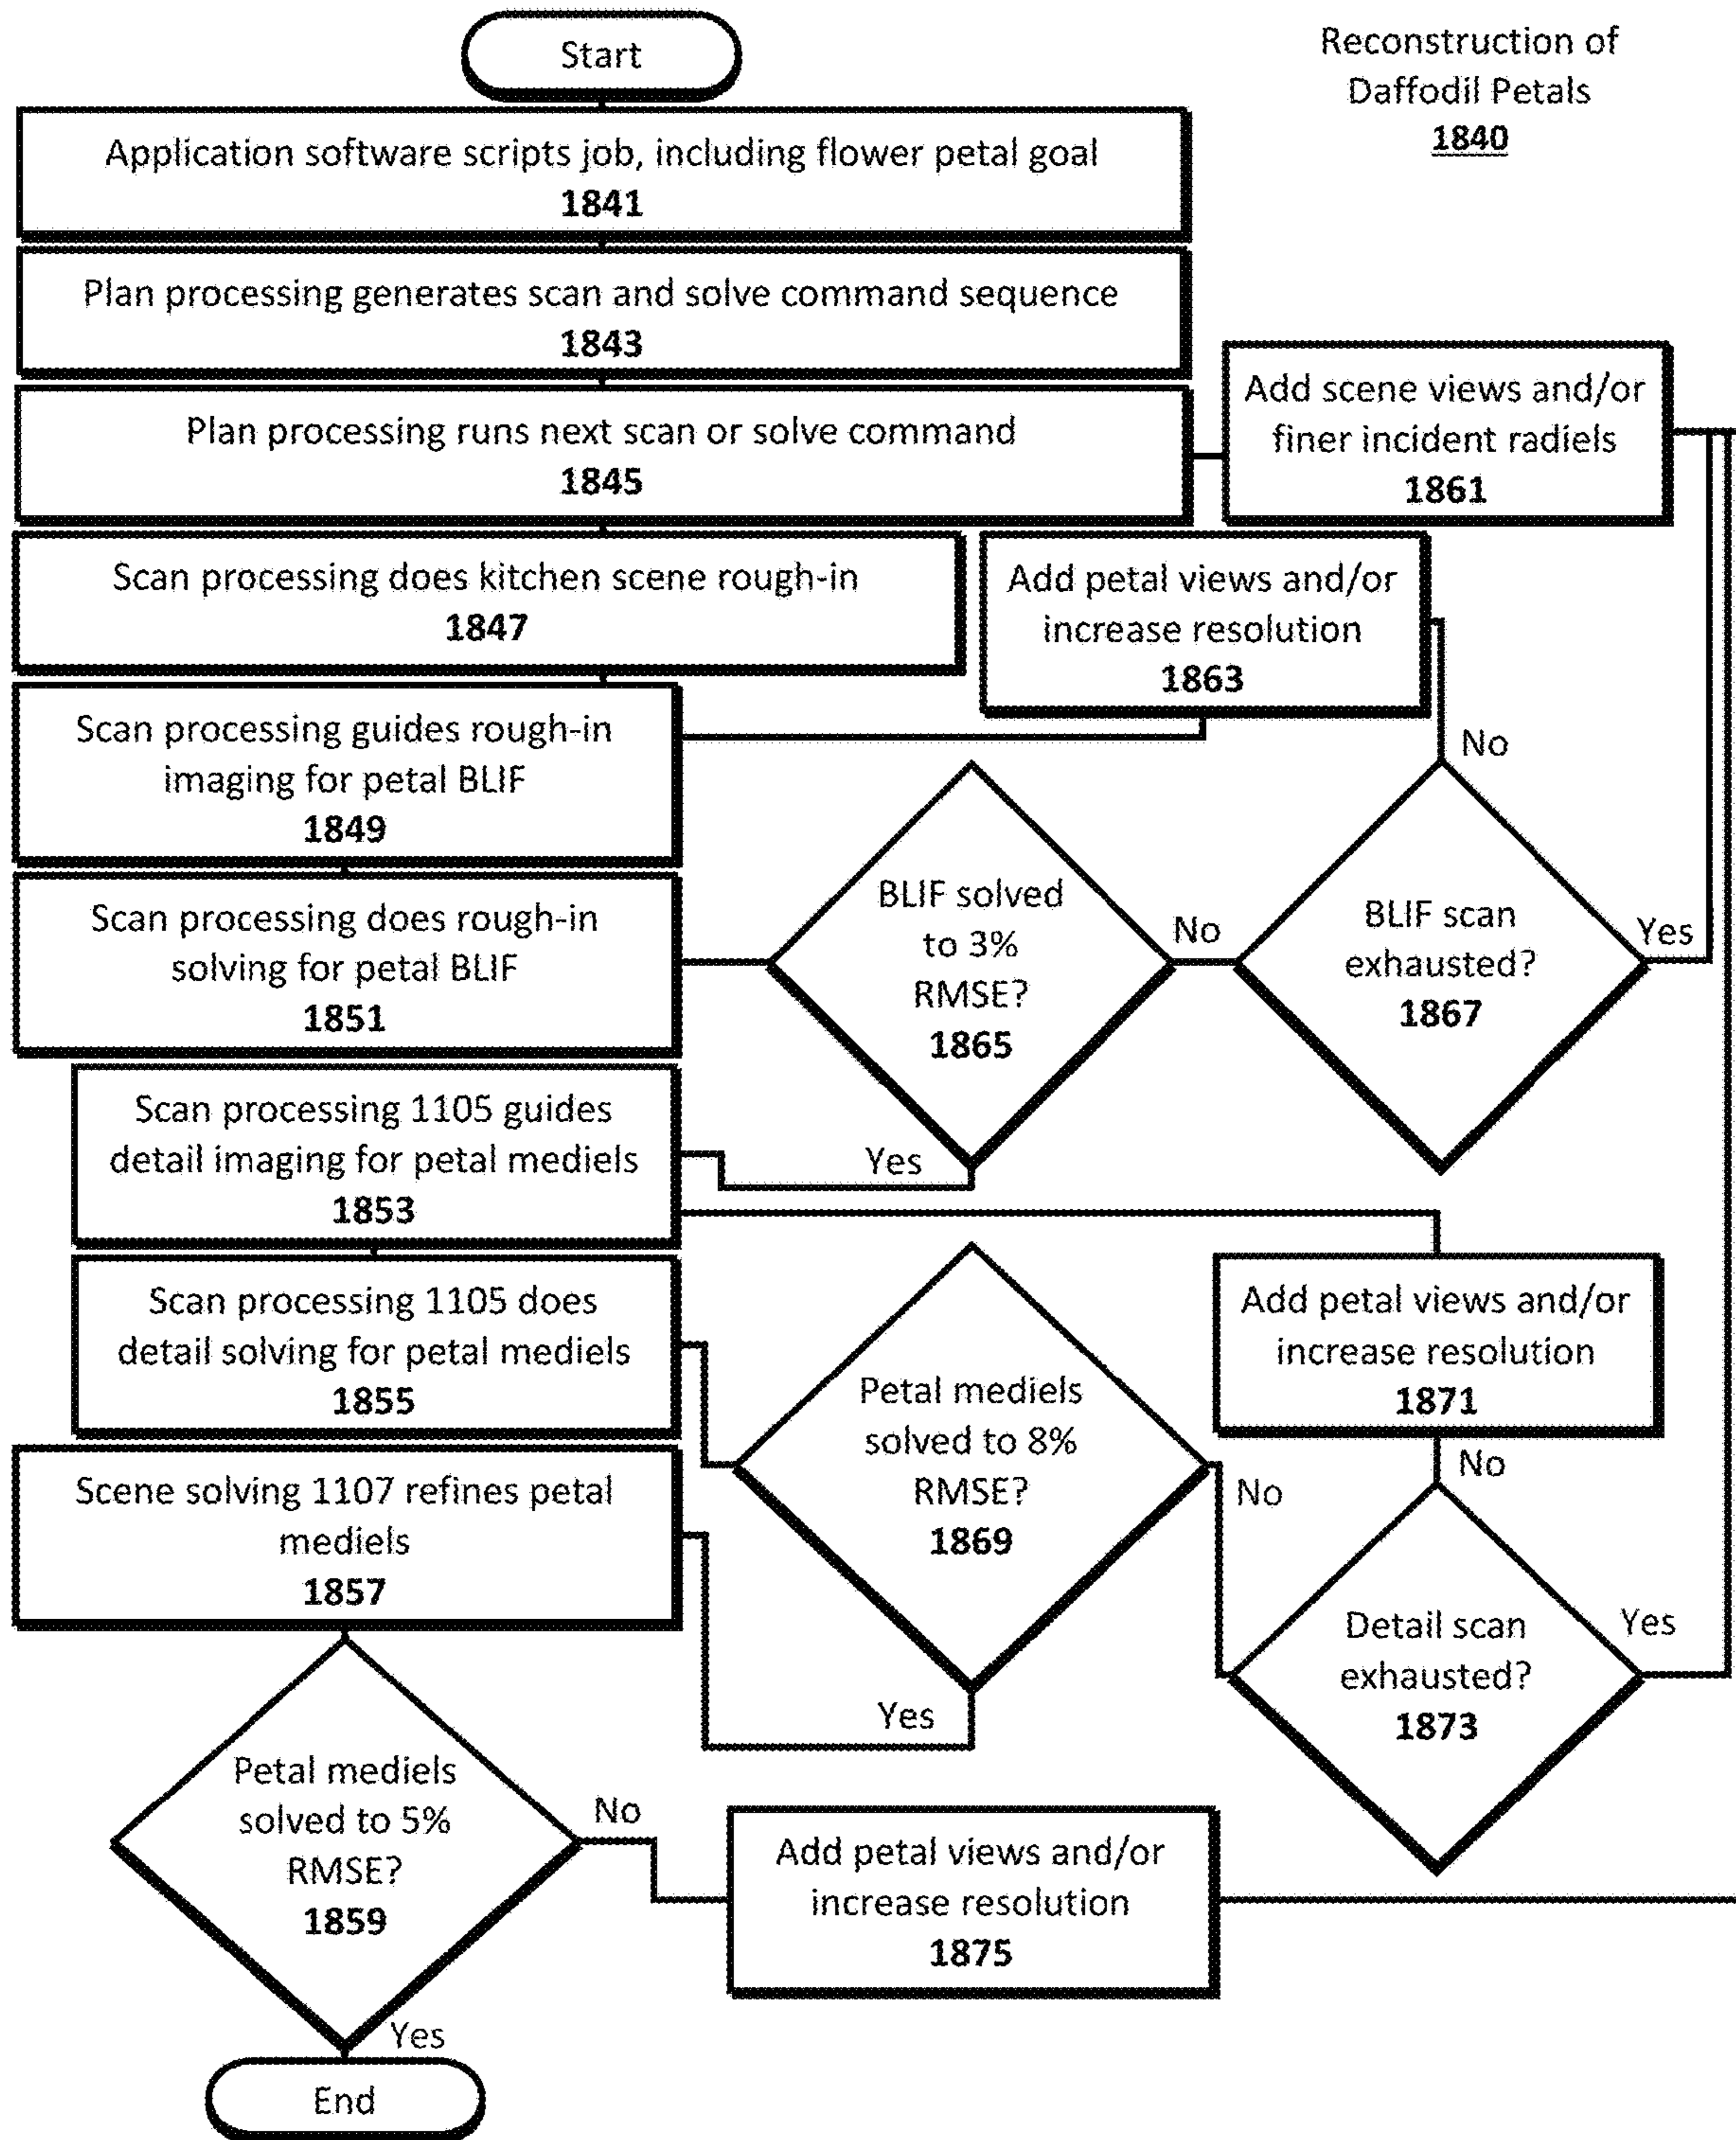 Start
Reconstruction of
Daffodil Petals
1840
Application software scripts job, including flower petal goal
1841
Plan processing generates scan and solve command sequence
1843
Plan processing runs next scan or solve command
1845
Add scene views and/or
finer incident radiels
1861
Scan processing does kitchen scene rough-in
1847
Add petal views and/or
increase resolution
1863
Scan processing guides rough-in
imaging for petal BLIF
1849
No
Scan processing does rough-in
solving for petal BLIF
1851
BLIF solved
to 3%
RMSE?
1865
No
BLIF scan
exhausted?
1867
Yes
Scan processing 1105 guides
detail imaging for petal mediels
1853
Yes
Scan processing 1105 does
detail solving for petal mediels
1855
Petal mediels
solved to 8%
RMSE?
1869
Add petal views and/or
increase resolution
1871
No
No
Scene solving 1107 refines petal
mediels
1857
Yes
Detail scan
exhausted?
1873
Yes
Petal mediels
solved to 5%
RMSE?
1859
No
Add petal views and/or
increase resolution
1875
Yes
End